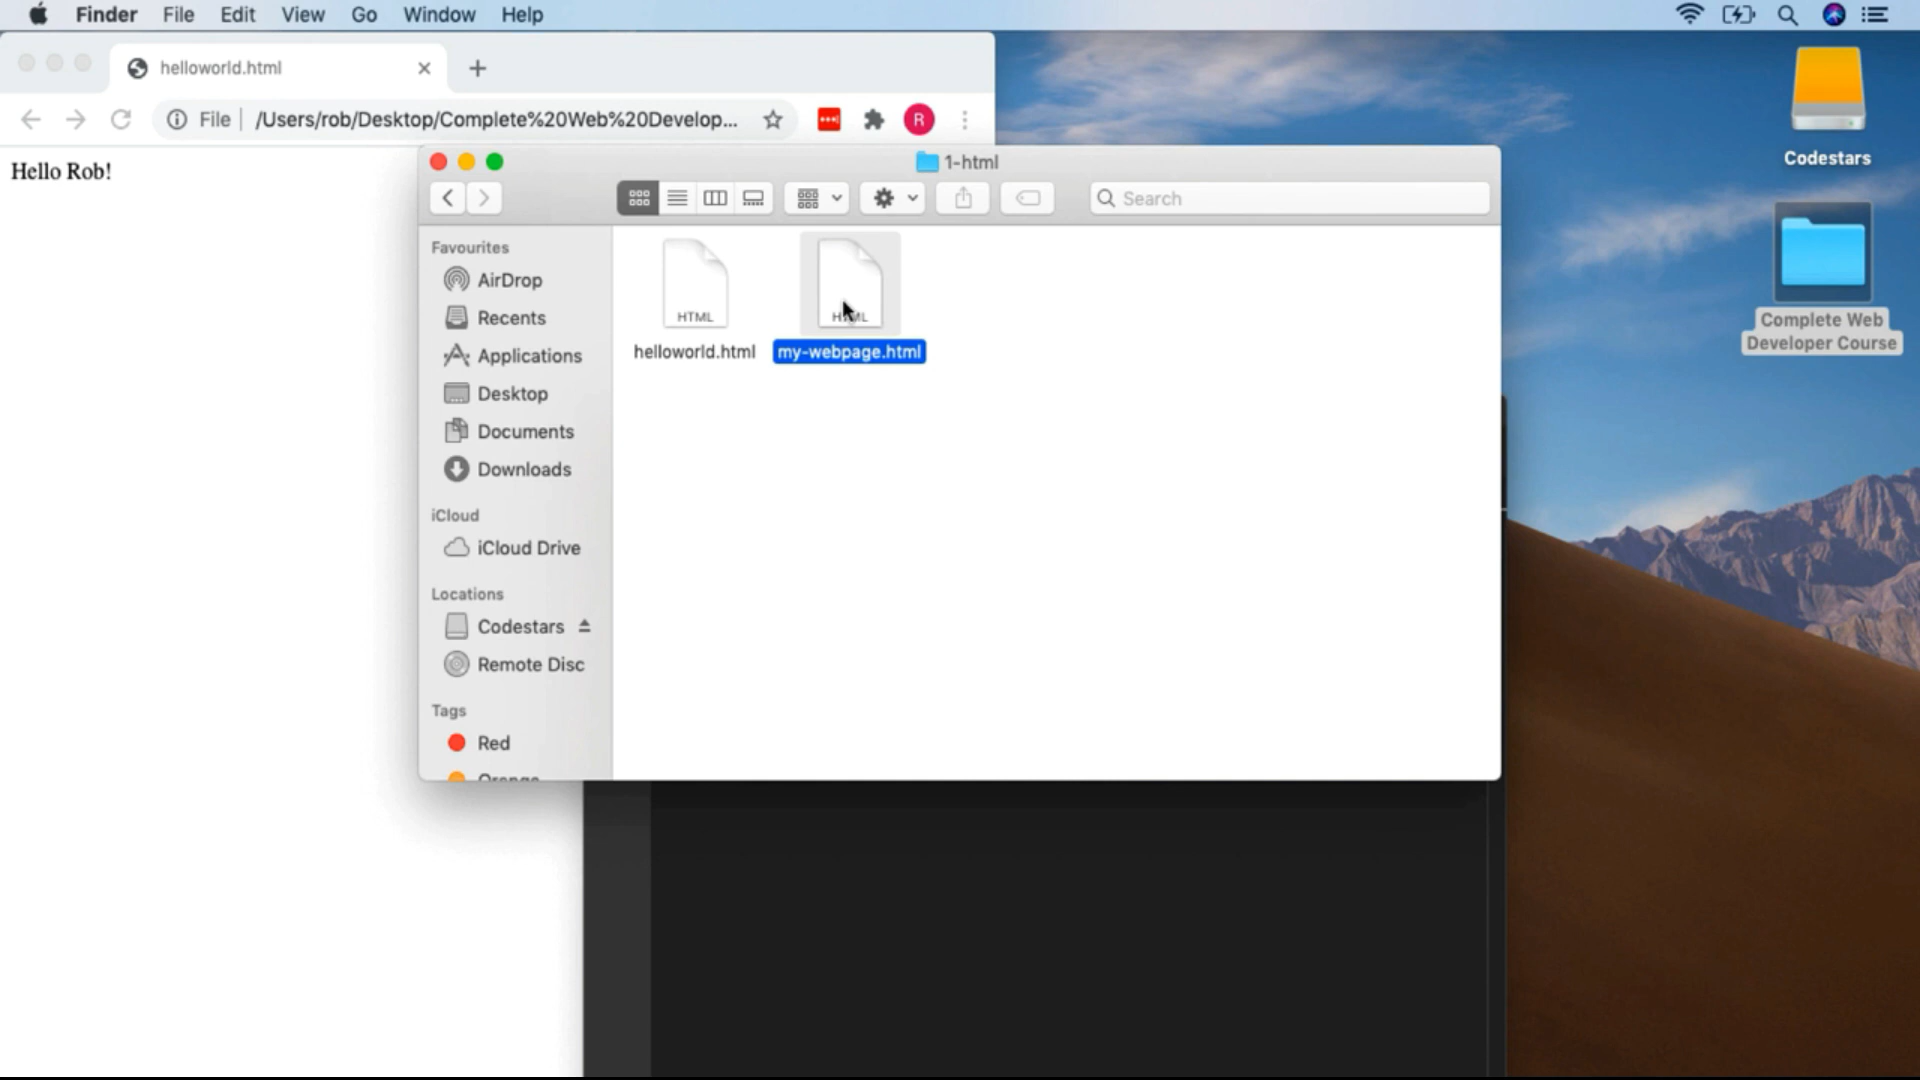 Finder File Edit View Go Window Help
helloworld.html
File /Users/rob/Desktop/Complete%20Web%20Develop...
R
Hello Rob!
1-html
Search
Favourites
AirDrop
Recents
Applications
Desktop
Documents
Downloads
iCloud
iCloud Drive
Locations
Codestars
Remote Disc
Tags
Red
Orange
HTML
helloworld.html
HTML
my-webpage.html
Codestars
Complete Web
Developer Course